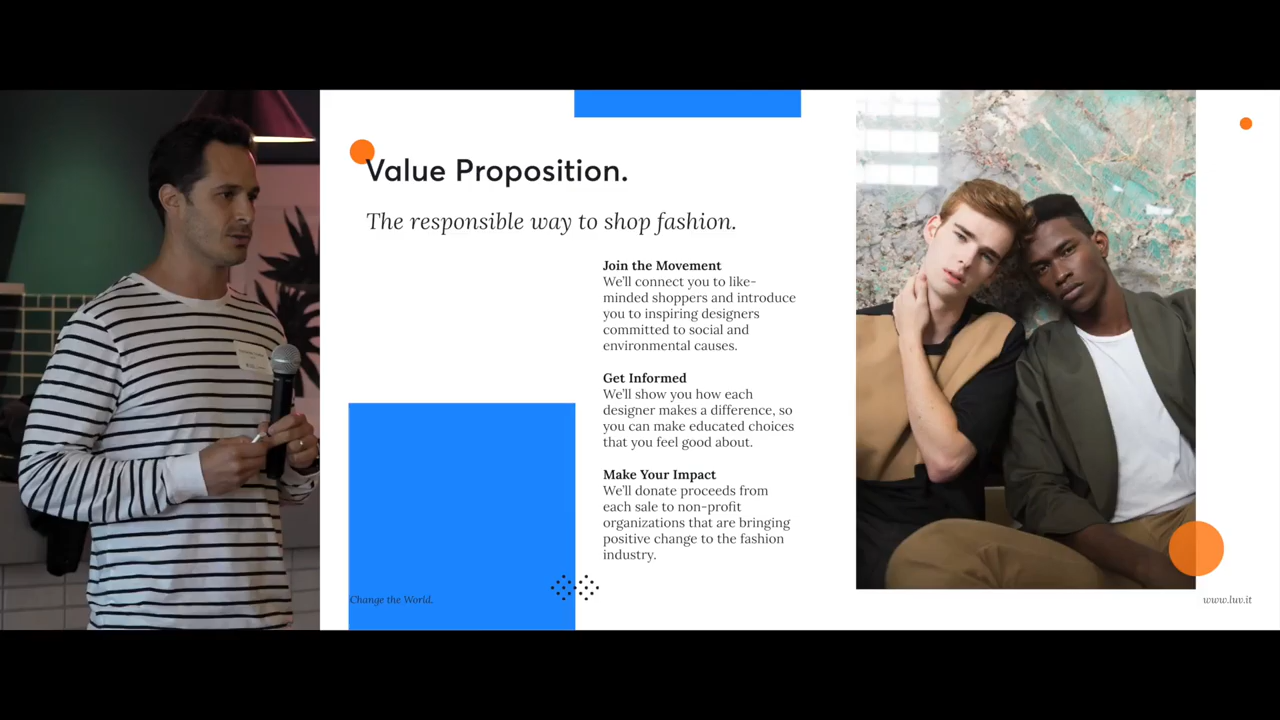 Value Proposition.
The responsible way to shop fashion.
Join the Movement
We'll connect you to like-
minded shoppers and introduce
you to inspiring designers
committed to social and
environmental causes.
Get Informed
We'll show you how each
designer makes a difference, so
you can make educated choices
that you feel good about.
Make Your Impact
We'll donate proceeds from
each sale to non-profit
organizations that are bringing
positive change to the fashion
industry.
Change the World.
www.luv.it